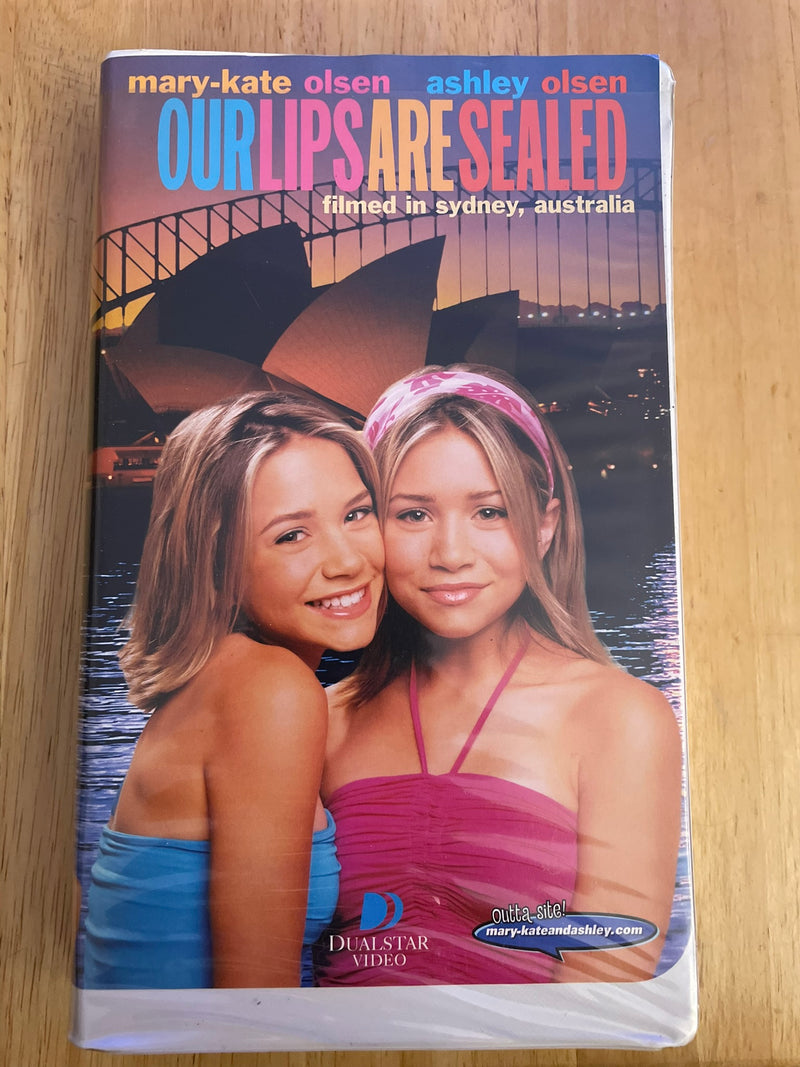 mary-kate olsen ashley olsen
OUR LIPS ARE SEALED
filmed in sydney, australia
Outta site!
mary-kateandashley.com
DUALSTAR
VIDEO